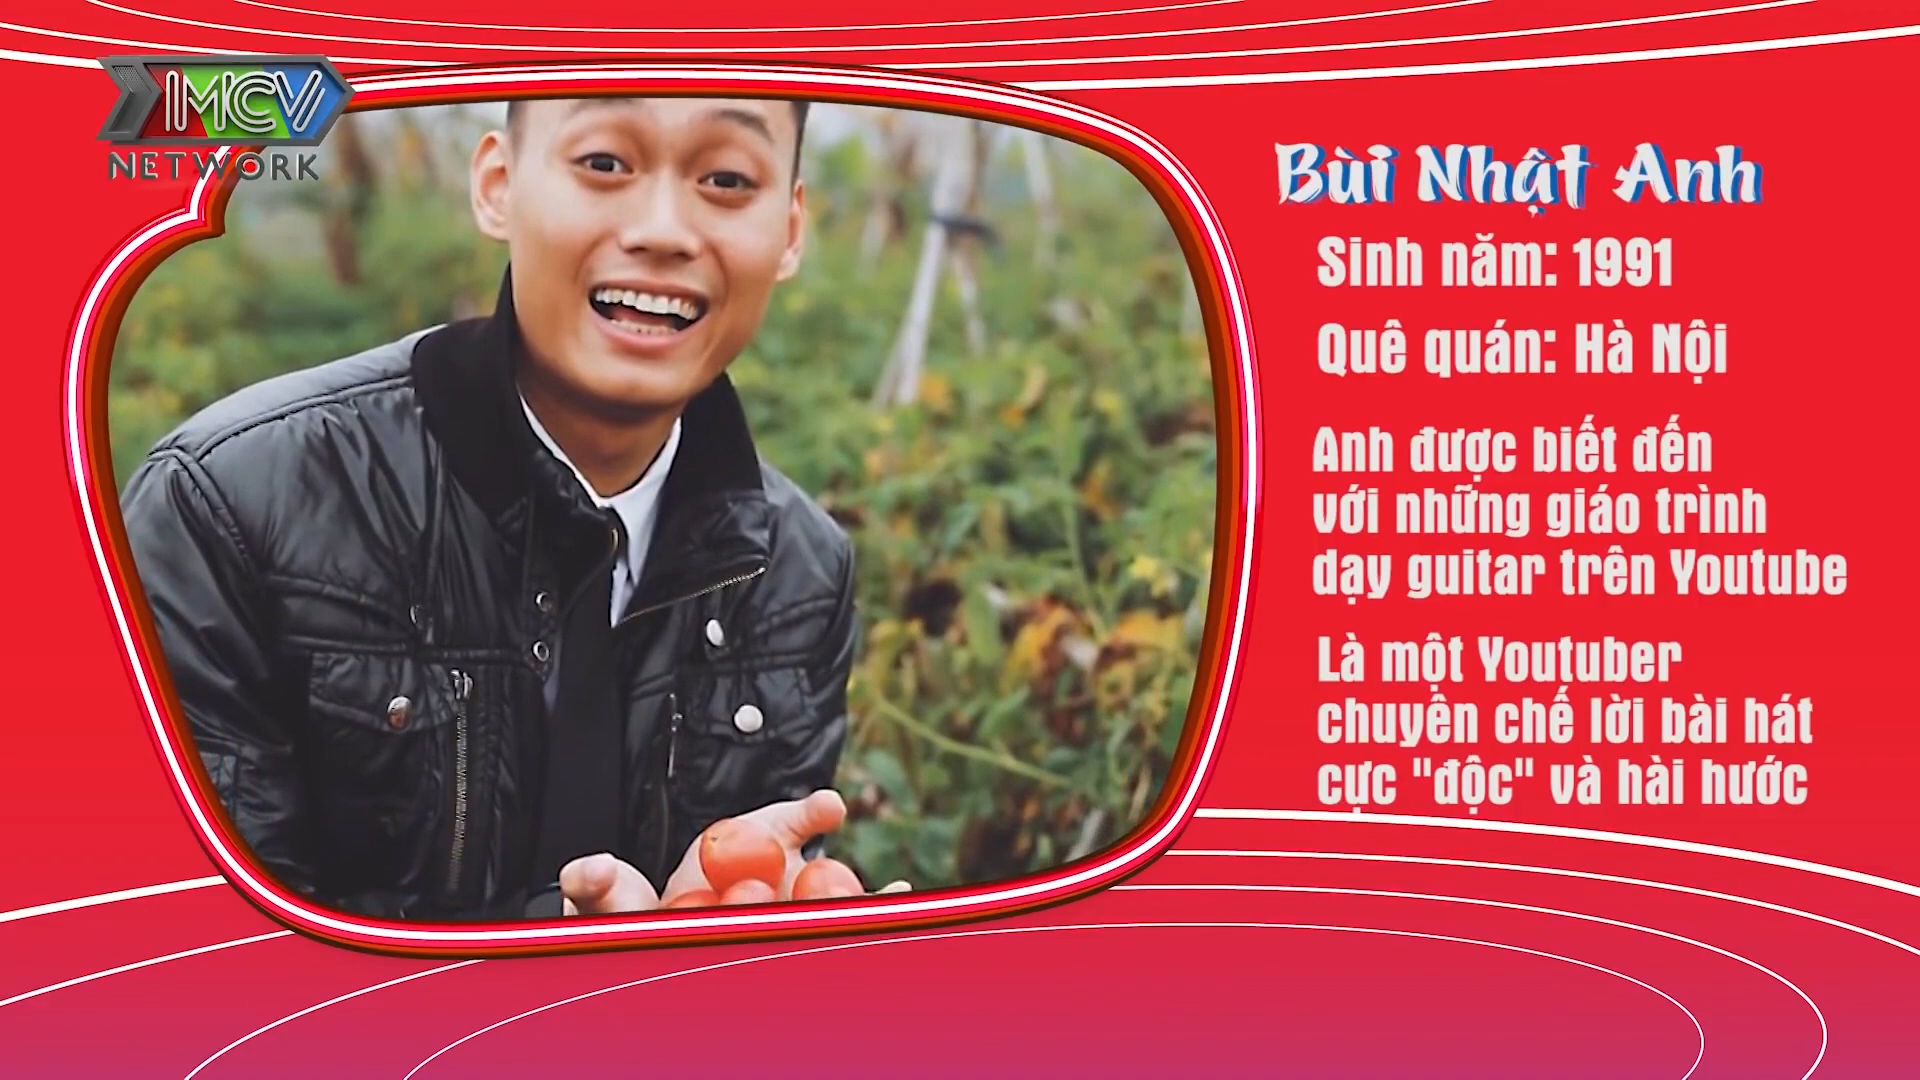 MCV
NETWORK
Bùi Nhật Anh
Sinh năm: 1991
Quê quán: Hà Nội
Anh được biết đến
với những giáo trình
dạy guitar trên Youtube
Là một Youtuber
chuyên chế lời bài hát
cực "độc" và hài hước